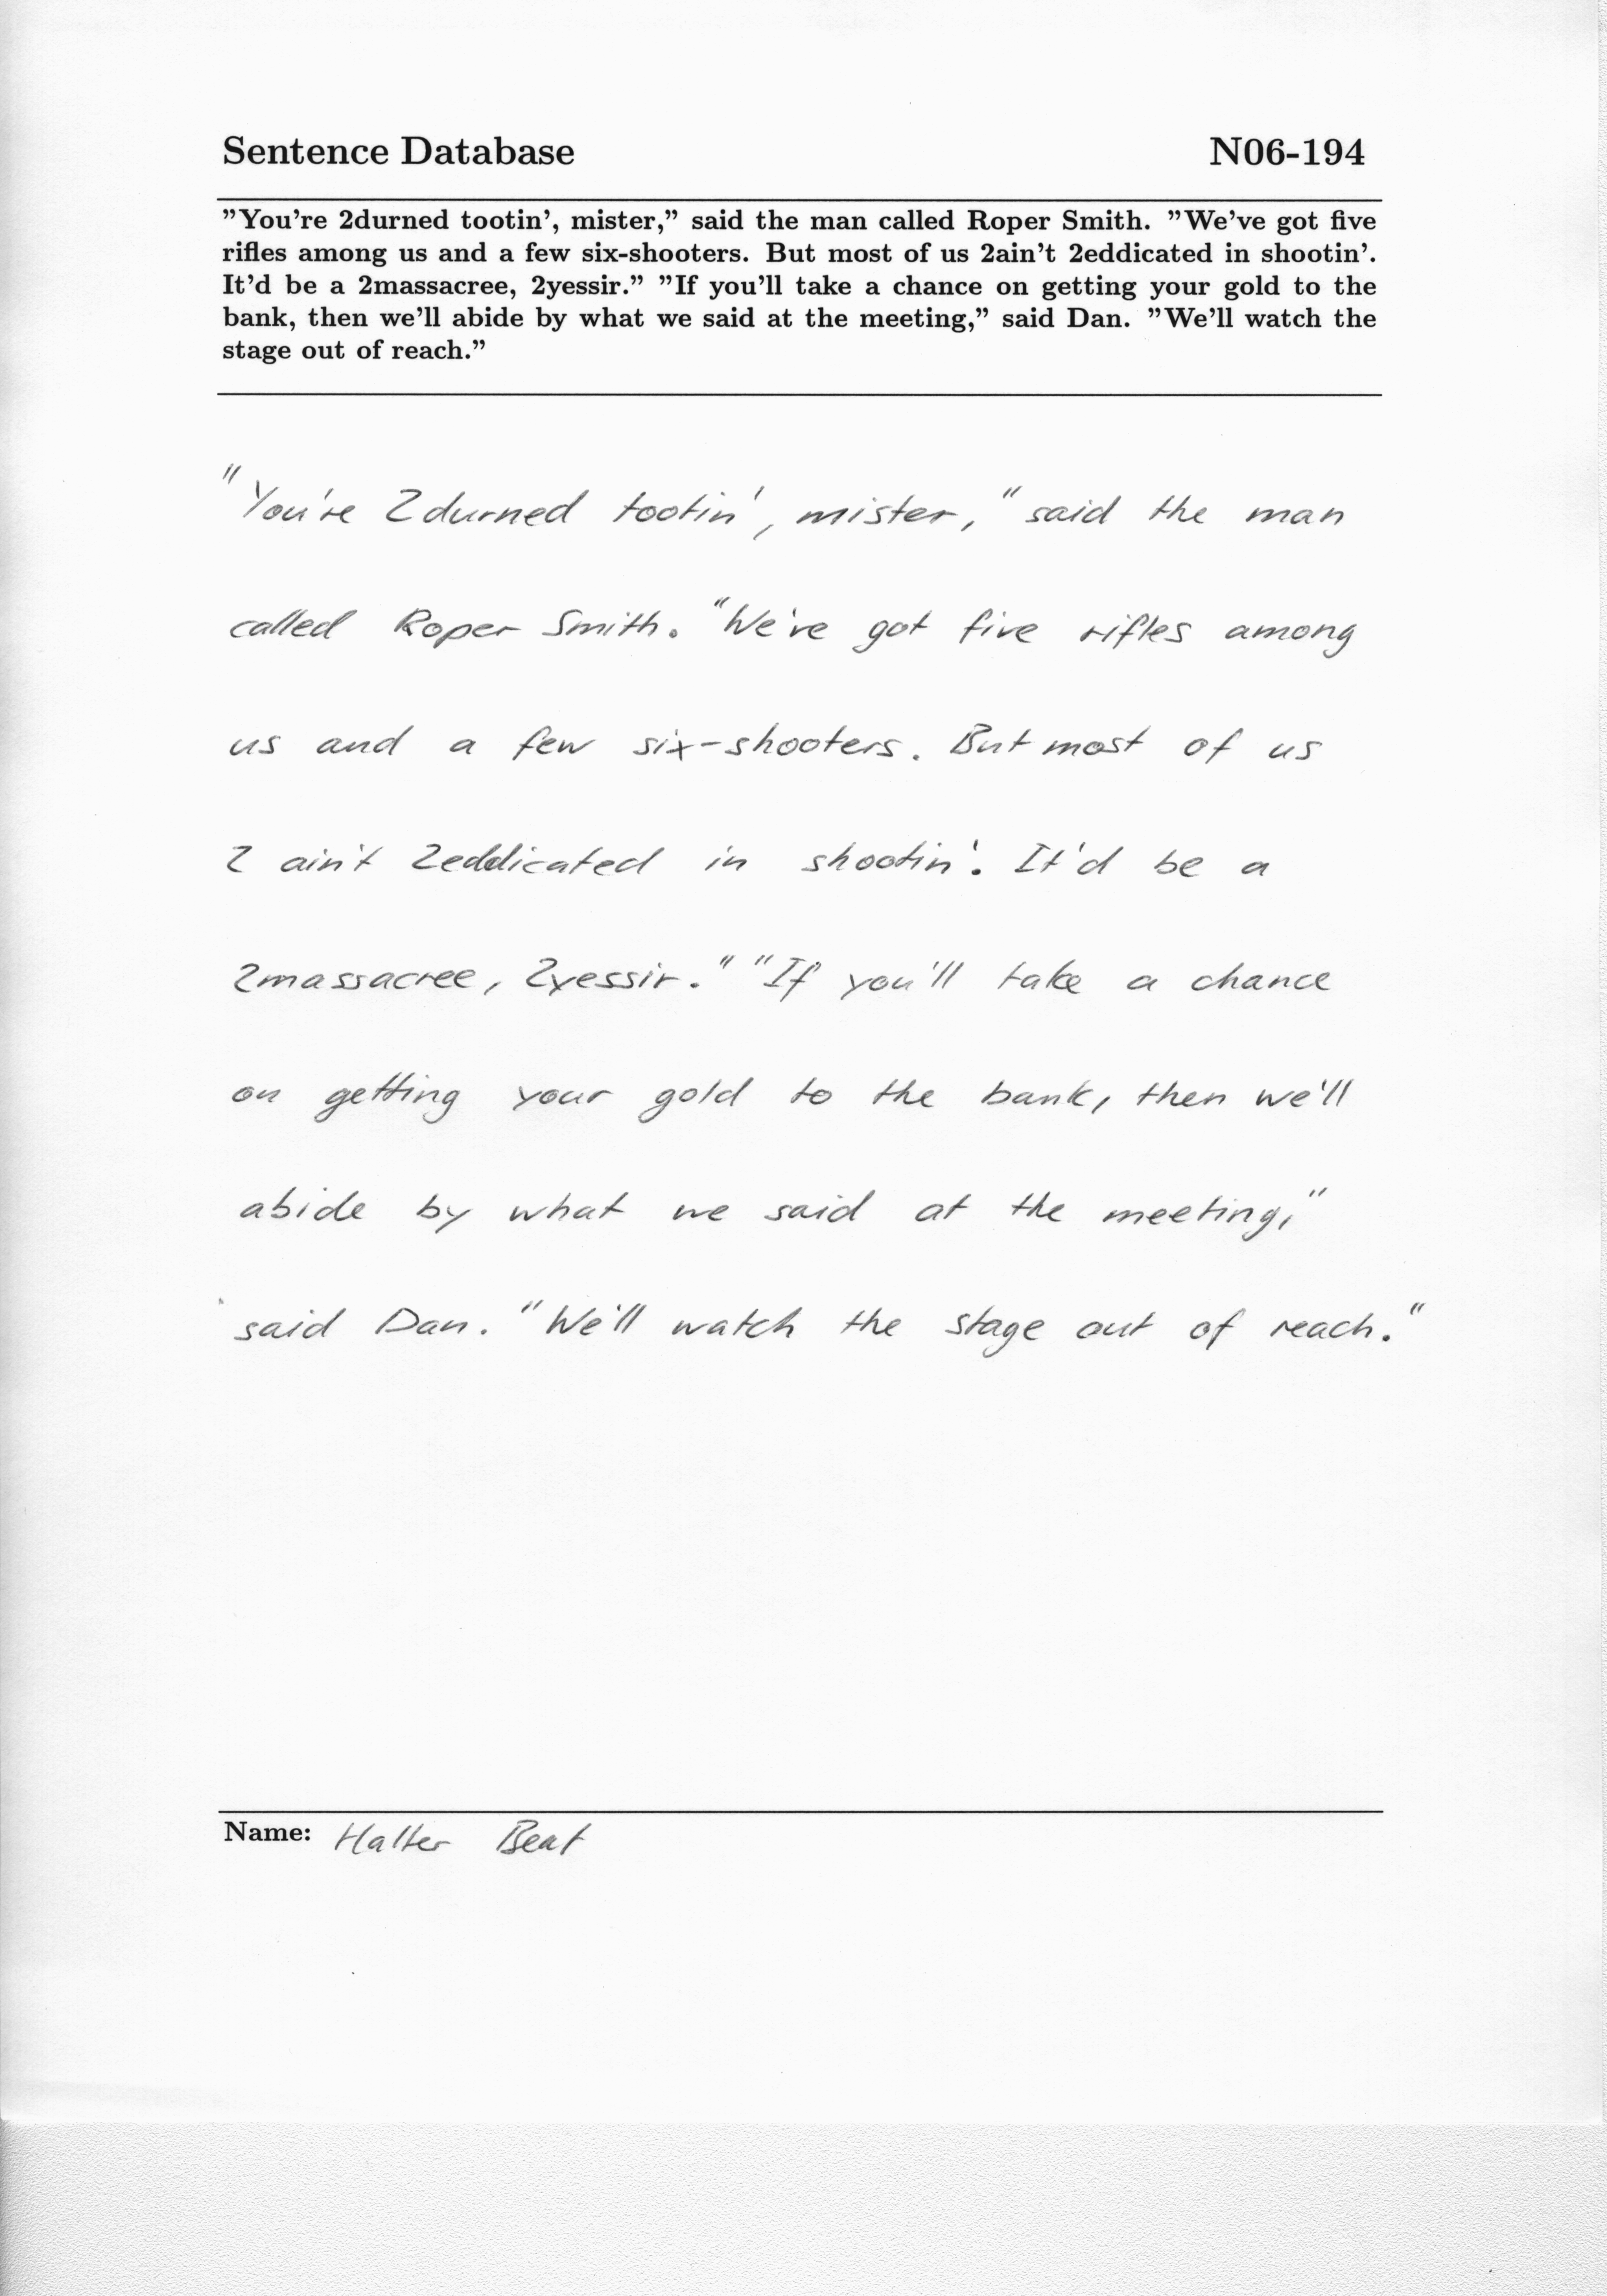 Sentence Database N06-194
”You're 2durned tootin', mister,” said the man called Roper Smith. ”We've got five
rifles among us and a few six-shooters. But most of us 2ain't 2eddicated in shootin'.
It'd be a 2massacree, 2yessir.” ”If you'll take a chance on getting your gold to the
bank, then we'll abide by what we said at the meeting,” said Dan. ”We'll watch the
stage out of reach.”
"You're 2durned tootin', mister," said the man
called Roper Smith. "We've got five rifles among
us and a few six-shooters. But most of us
2 ain't 2eddicated in shootin'. It'd be a
2massacree, 2yessir." "If you'll take a chance
on getting your gold to the bank, then we'll
abide by what we said at the meeting,"
said Dan. "We'll watch the stage out of reach."
Name: Halter Beat